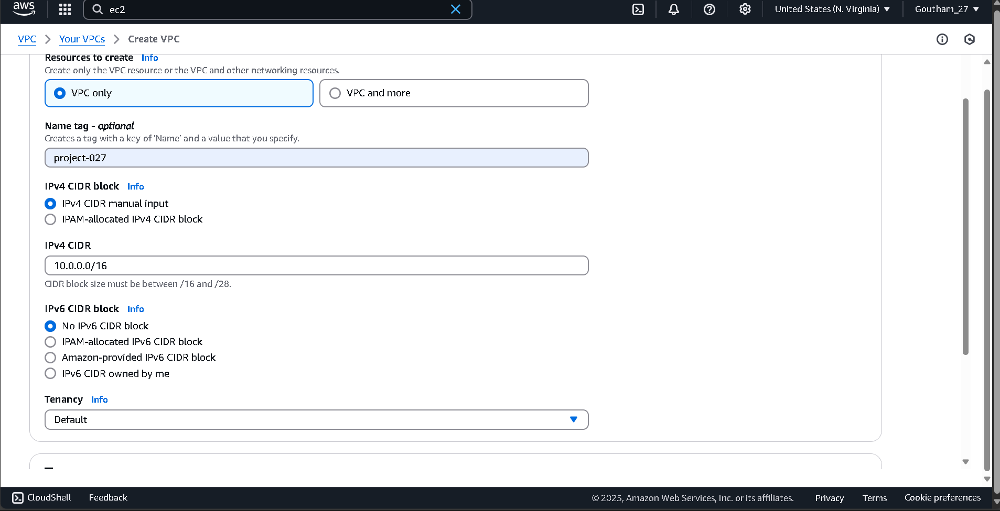 aws
ec2
United States (N. Virginia)
Goutham_27
VPC
Your VPCs
Create VPC
Resources to create Info
Create only the VPC resource or the VPC and other networking resources.
VPC only
VPC and more
Name tag - optional
Creates a tag with a key of 'Name' and a value that you specify.
project-027
IPv4 CIDR block Info
IPv4 CIDR manual input
IPAM-allocated IPv4 CIDR block
IPv4 CIDR
10.0.0.0/16
CIDR block size must be between /16 and /28.
IPv6 CIDR block Info
No IPv6 CIDR block
IPAM-allocated IPv6 CIDR block
Amazon-provided IPv6 CIDR block
IPv6 CIDR owned by me
Tenancy Info
Default
CloudShell Feedback © 2025, Amazon Web Services, Inc. or its affiliates. Privacy Terms Cookie preferences